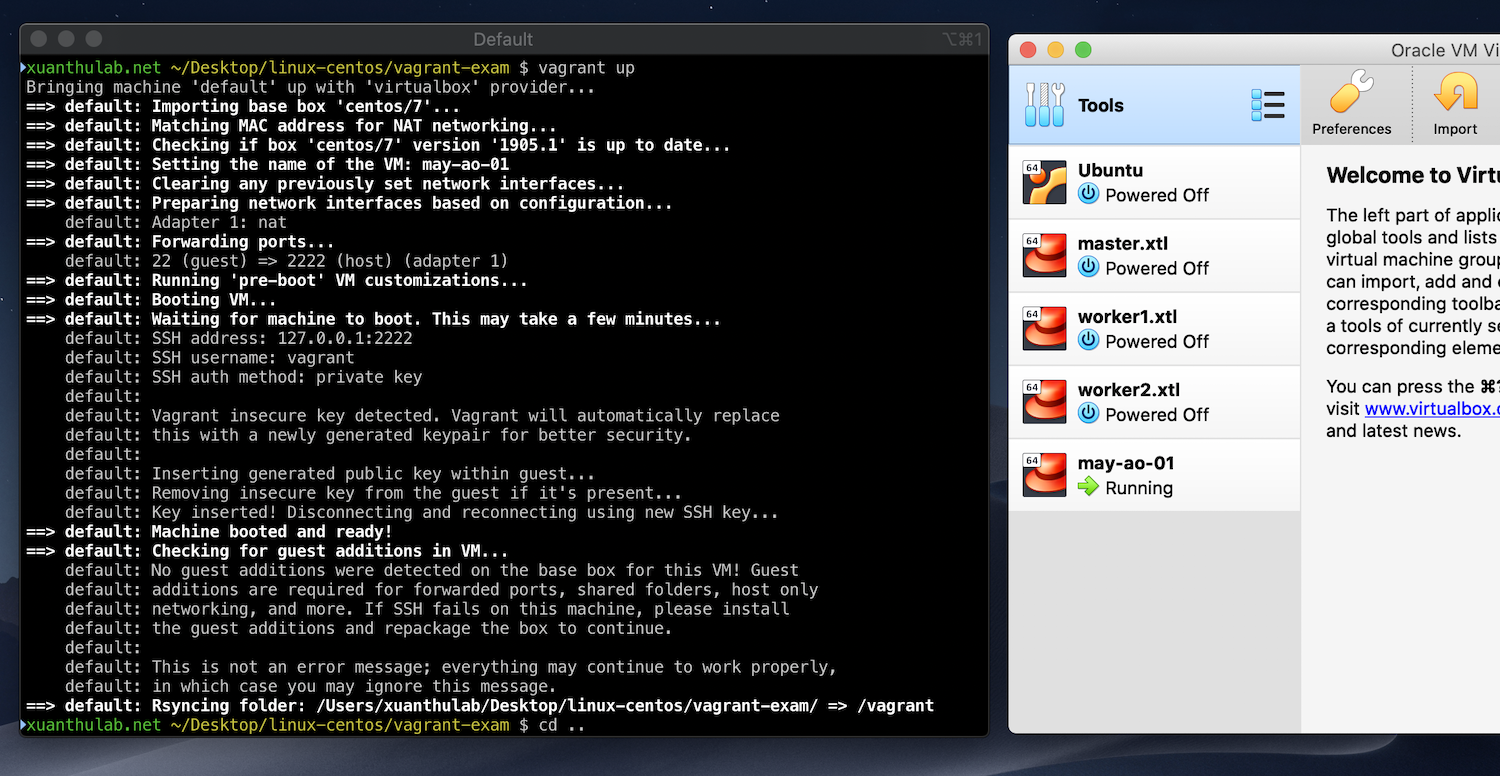 Default
⌥⌘1
xuanthulab.net ~/Desktop/linux-centos/vagrant-exam $ vagrant up
Bringing machine 'default' up with 'virtualbox' provider...
==> default: Importing base box 'centos/7'...
==> default: Matching MAC address for NAT networking...
==> default: Checking if box 'centos/7' version '1905.1' is up to date...
==> default: Setting the name of the VM: may-ao-01
==> default: Clearing any previously set network interfaces...
==> default: Preparing network interfaces based on configuration...
default: Adapter 1: nat
==> default: Forwarding ports...
default: 22 (guest) => 2222 (host) (adapter 1)
==> default: Running 'pre-boot' VM customizations...
==> default: Booting VM...
==> default: Waiting for machine to boot. This may take a few minutes...
default: SSH address: 127.0.0.1:2222
default: SSH username: vagrant
default: SSH auth method: private key
default:
default: Vagrant insecure key detected. Vagrant will automatically replace
default: this with a newly generated keypair for better security.
default:
default: Inserting generated public key within guest...
default: Removing insecure key from the guest if it's present...
default: Key inserted! Disconnecting and reconnecting using new SSH key...
==> default: Machine booted and ready!
==> default: Checking for guest additions in VM...
default: No guest additions were detected on the base box for this VM! Guest
default: additions are required for forwarded ports, shared folders, host only
default: networking, and more. If SSH fails on this machine, please install
default: the guest additions and repackage the box to continue.
default:
default: This is not an error message; everything may continue to work properly,
default: in which case you may ignore this message.
==> default: Rsyncing folder: /Users/xuanthulab/Desktop/linux-centos/vagrant-exam/ => /vagrant
xuanthulab.net ~/Desktop/linux-centos/vagrant-exam $ cd ..
Oracle VM Vi
Tools
Preferences
Import
64
Ubuntu
Powered Off
64
master.xtl
Powered Off
64
worker1.xtl
Powered Off
64
worker2.xtl
Powered Off
64
may-ao-01
Running
Welcome to Virtu
The left part of applic
global tools and lists
virtual machine group
can import, add and c
corresponding toolba
a tools of currently se
corresponding eleme
You can press the ⌘?
visit www.virtualbox.o
and latest news.